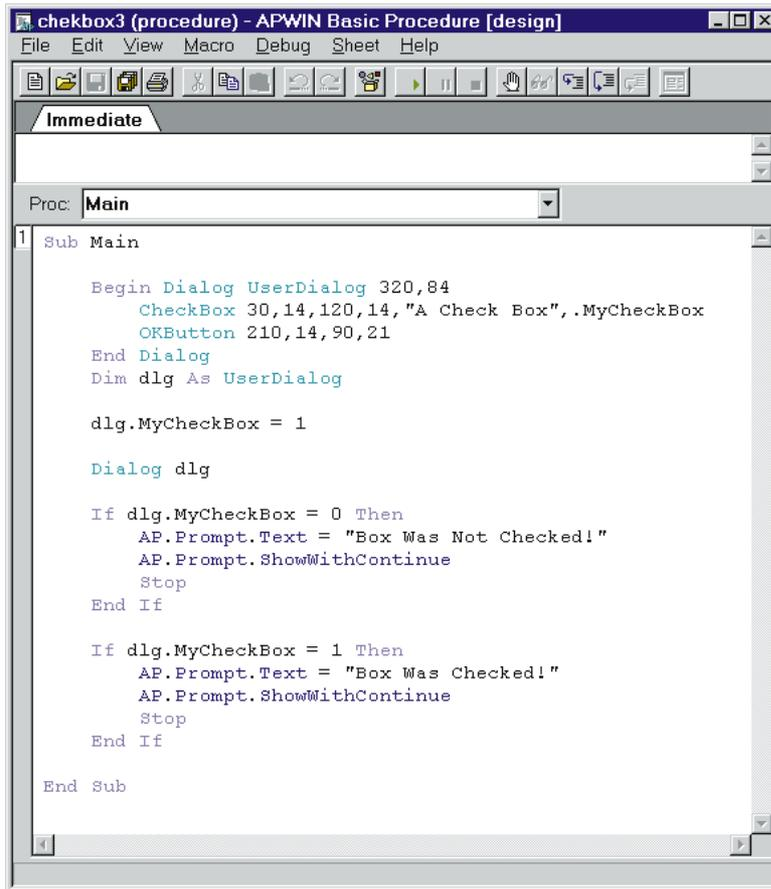 chekbox3 (procedure) - APWIN Basic Procedure [design]
File Edit View Macro Debug Sheet Help
Immediate
Proc: Main
1
Sub Main
Begin Dialog UserDialog 320,84
CheckBox 30,14,120,14,"A Check Box",.MyCheckBox
OKButton 210,14,90,21
End Dialog
Dim dlg As UserDialog
dlg.MyCheckBox = 1
Dialog dlg
If dlg.MyCheckBox = 0 Then
AP.Prompt.Text = "Box Was Not Checked!"
AP.Prompt.ShowWithContinue
Stop
End If
If dlg.MyCheckBox = 1 Then
AP.Prompt.Text = "Box Was Checked!"
AP.Prompt.ShowWithContinue
Stop
End If
End Sub